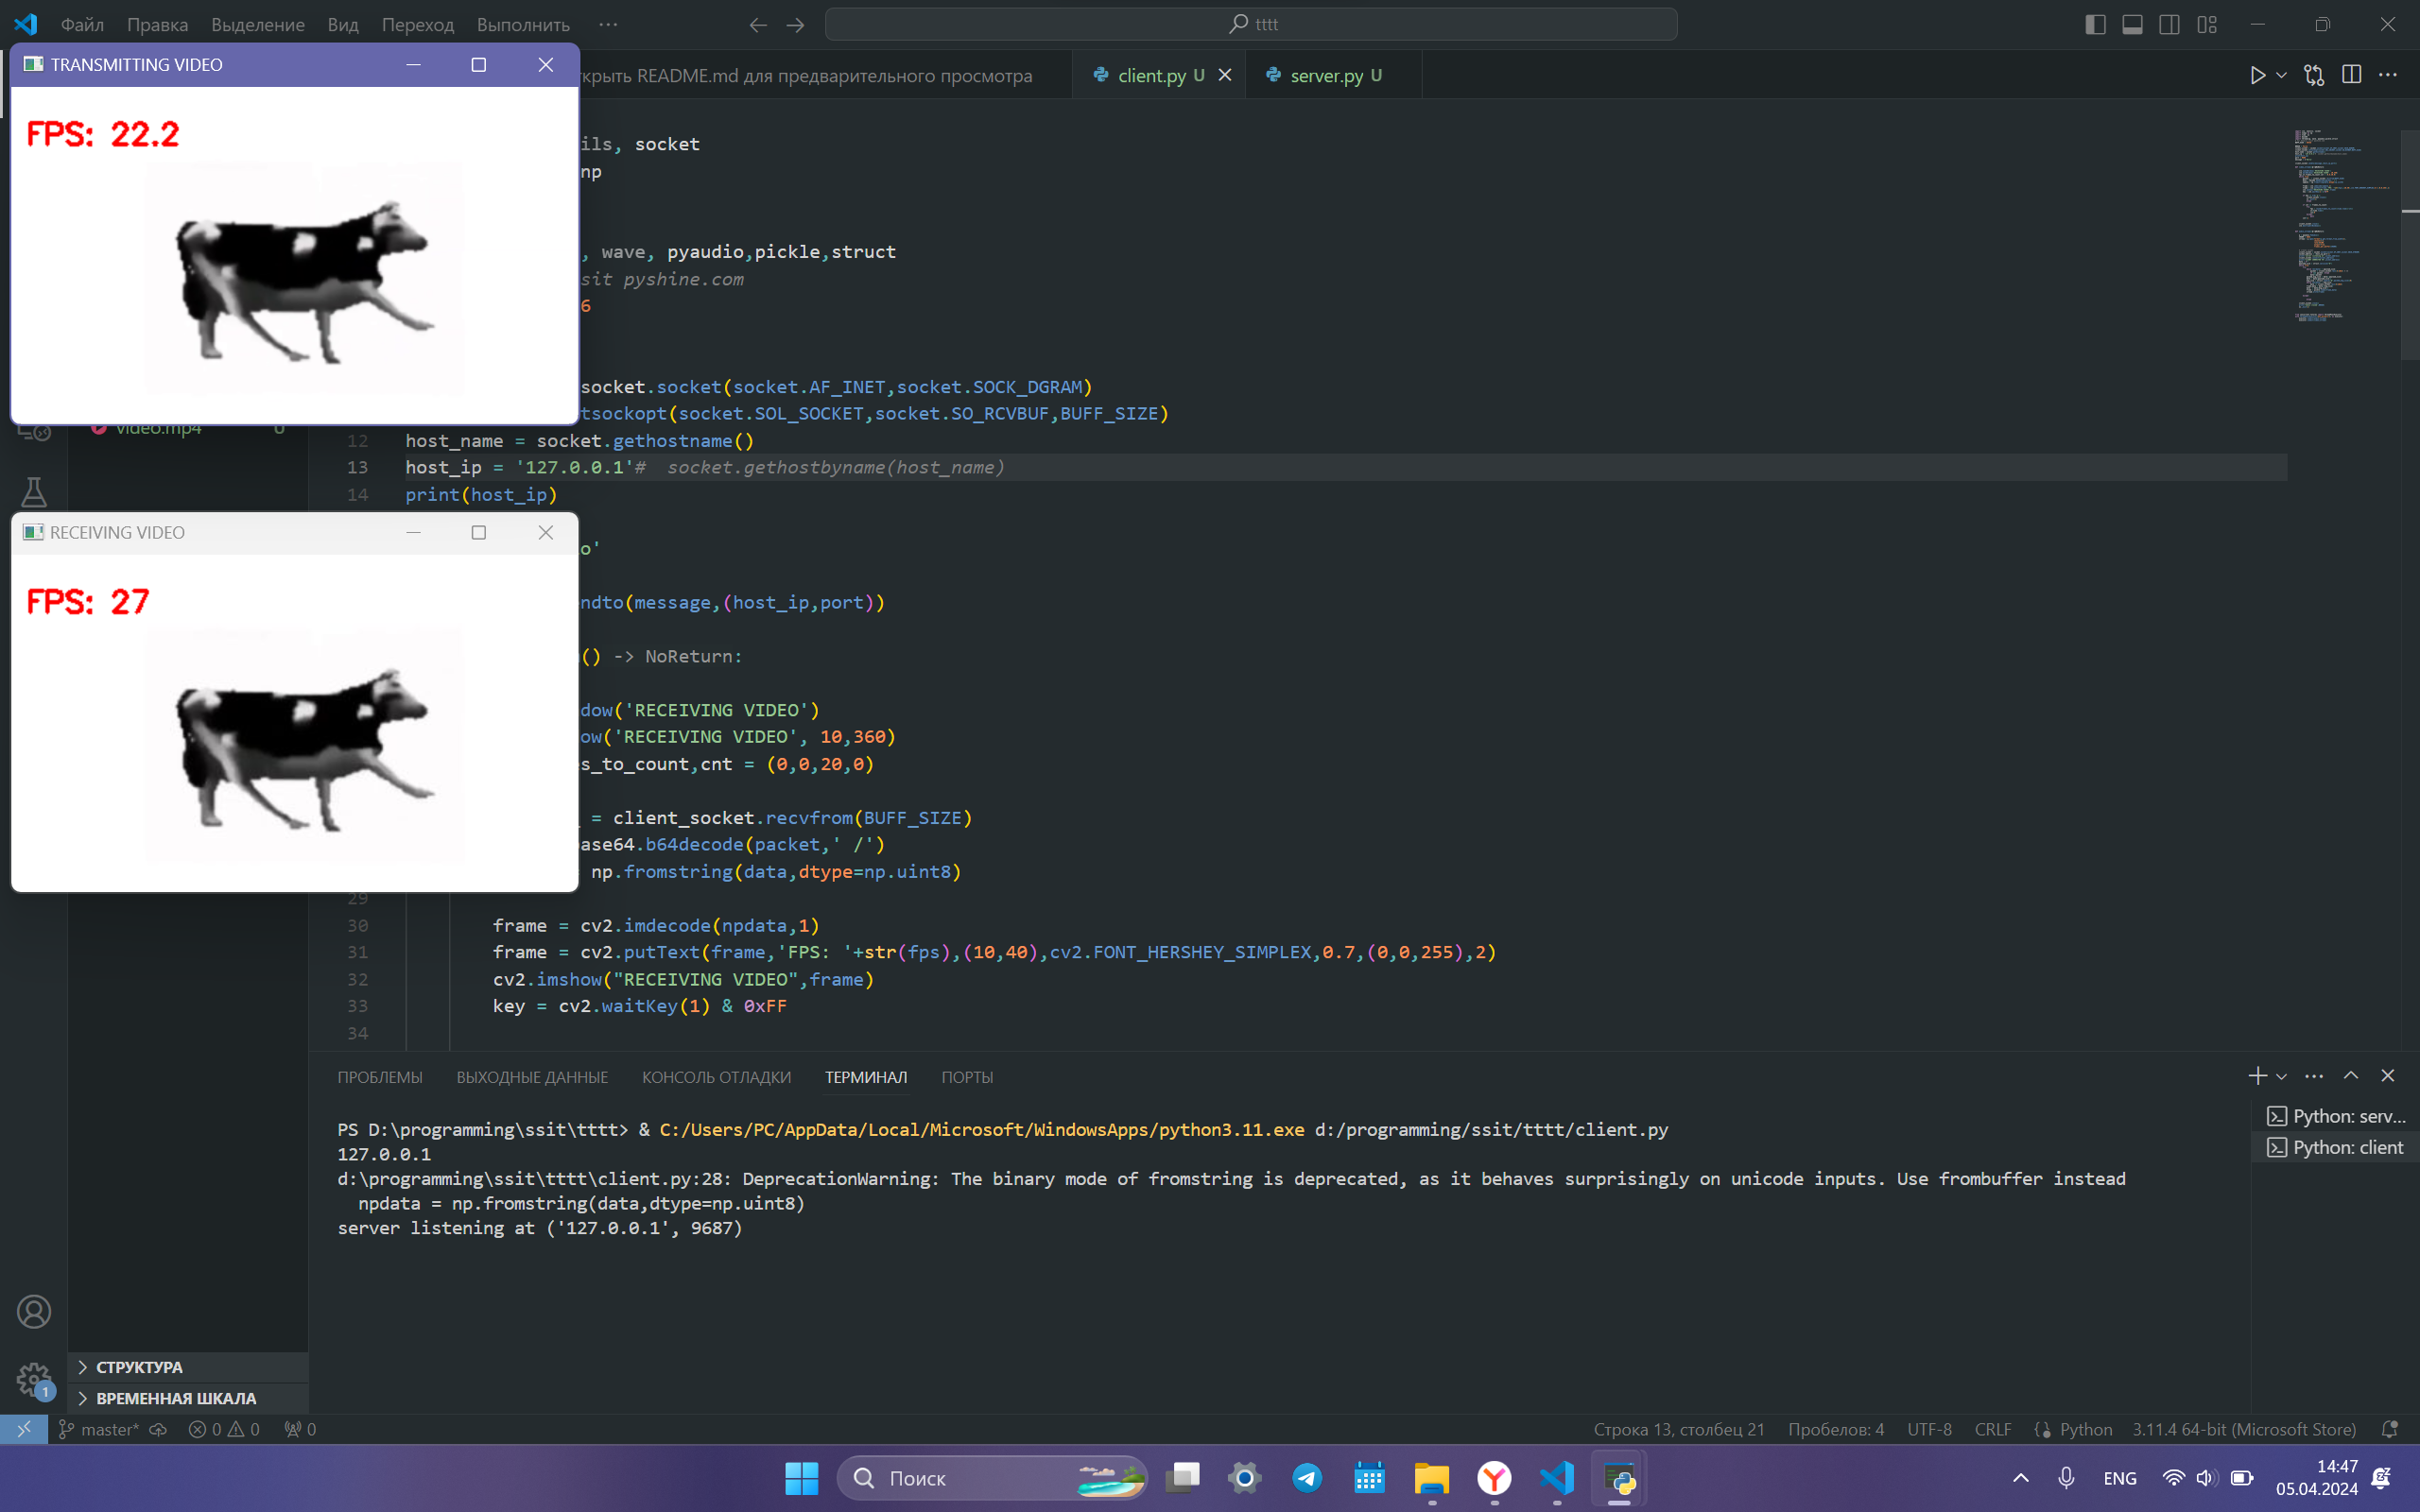 Файл Правка Выделение Вид Переход Выполнить ···
tttt
TRANSMITTING VIDEO
крыть README.md для предварительного просмотра
client.py U
server.py U
FPS: 22.2
ils, socket
np
, wave, pyaudio,pickle,struct
sit pyshine.com
6
socket.socket(socket.AF_INET,socket.SOCK_DGRAM)
tsockopt(socket.SOL_SOCKET,socket.SO_RCVBUF,BUFF_SIZE)
video.mp4 U
12 host_name = socket.gethostname()
13 host_ip = '127.0.0.1'#  socket.gethostbyname(host_name)
14 print(host_ip)
RECEIVING VIDEO
o'
FPS: 27
ndto(message,(host_ip,port))
() -> NoReturn:
dow('RECEIVING VIDEO')
ow('RECEIVING VIDEO', 10,360)
s_to_count,cnt = (0,0,20,0)
= client_socket.recvfrom(BUFF_SIZE)
ase64.b64decode(packet,' /')
np.fromstring(data,dtype=np.uint8)
29
30 frame = cv2.imdecode(npdata,1)
31 frame = cv2.putText(frame,'FPS: '+str(fps),(10,40),cv2.FONT_HERSHEY_SIMPLEX,0.7,(0,0,255),2)
32 cv2.imshow("RECEIVING VIDEO",frame)
33 key = cv2.waitKey(1) & 0xFF
34
ПРОБЛЕМЫ ВЫХОДНЫЕ ДАННЫЕ КОНСОЛЬ ОТЛАДКИ ТЕРМИНАЛ ПОРТЫ
PS D:\programming\ssit\tttt> & C:/Users/PC/AppData/Local/Microsoft/WindowsApps/python3.11.exe d:/programming/ssit/tttt/client.py
127.0.0.1
d:\programming\ssit\tttt\client.py:28: DeprecationWarning: The binary mode of fromstring is deprecated, as it behaves surprisingly on unicode inputs. Use frombuffer instead
npdata = np.fromstring(data,dtype=np.uint8)
server listening at ('127.0.0.1', 9687)
Python: serv...
Python: client
СТРУКТУРА
1
ВРЕМЕННАЯ ШКАЛА
master* 0 0 0
Строка 13, столбец 21 Пробелов: 4 UTF-8 CRLF Python 3.11.4 64-bit (Microsoft Store)
Поиск
ENG
14:47
05.04.2024